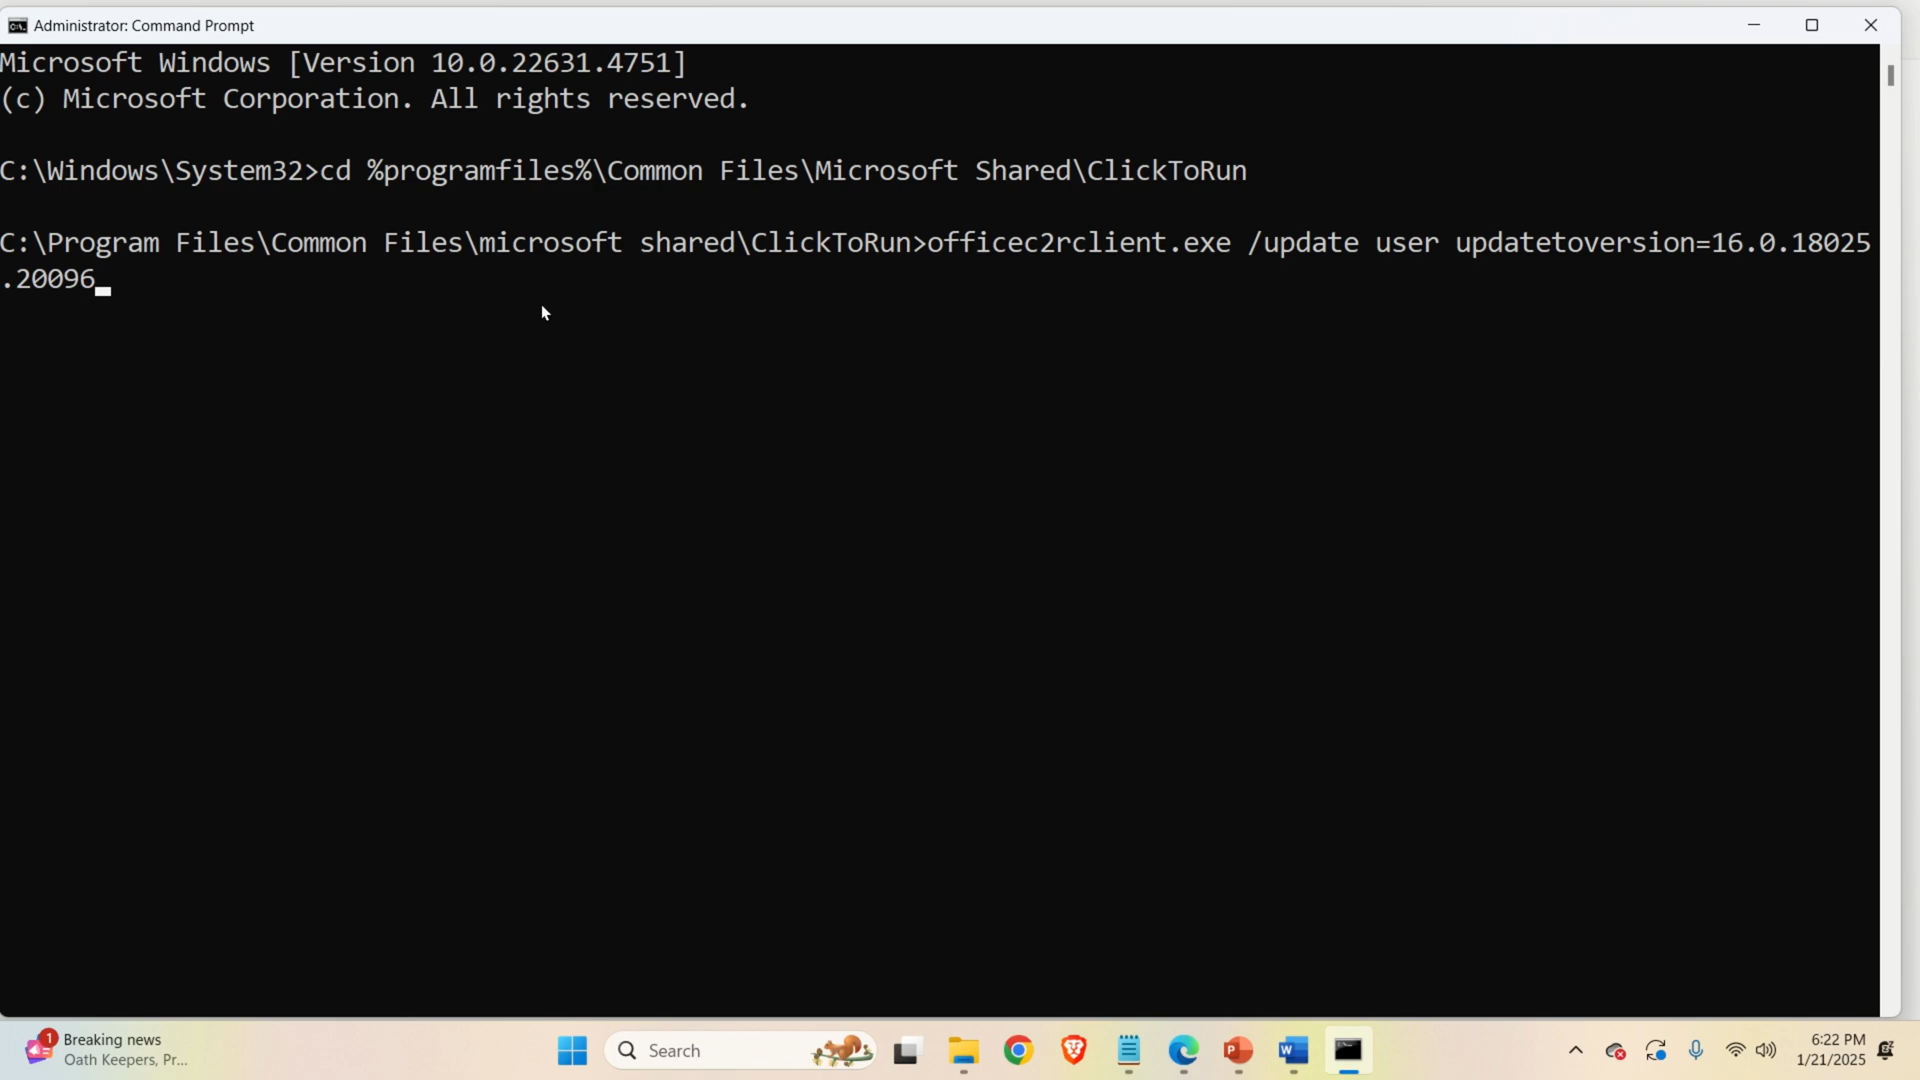 Administrator: Command Prompt
Microsoft Windows [Version 10.0.22631.4751]
(c) Microsoft Corporation. All rights reserved.
C:\Windows\System32>cd %programfiles%\Common Files\Microsoft Shared\ClickToRun
C:\Program Files\Common Files\microsoft shared\ClickToRun>officec2rclient.exe /update user updatetoversion=16.0.18025
.20096
1
Breaking news
Oath Keepers, Pr...
Search
6:22 PM
1/21/2025